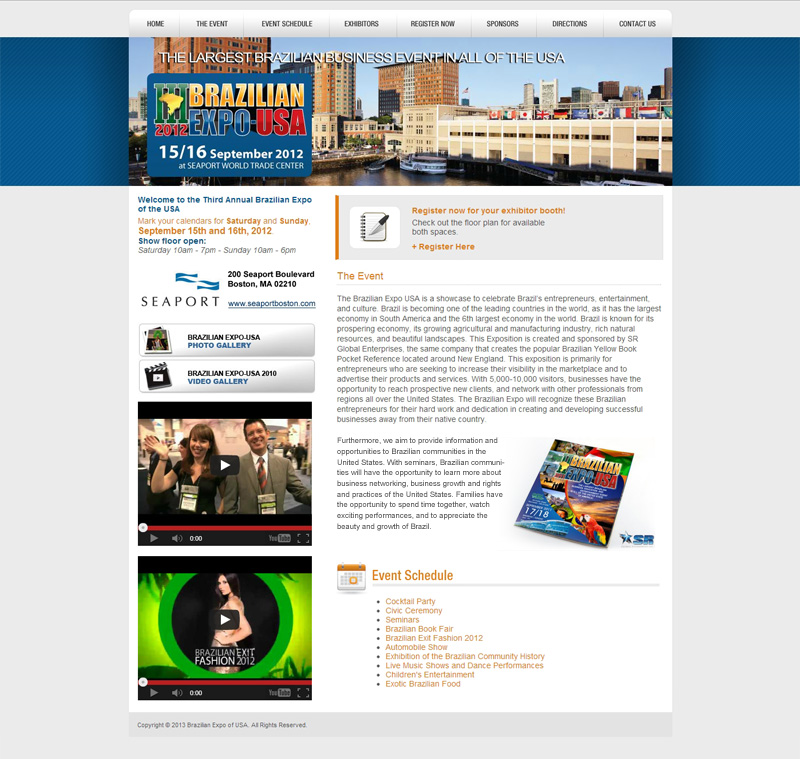 HOME
THE EVENT
EVENT SCHEDULE
EXHIBITORS
REGISTER NOW
SPONSORS
DIRECTIONS
CONTACT US
THE LARGEST BRAZILIAN BUSINESS EVENT IN ALL OF THE USA
III BRAZILIAN
2012 EXPO USA
15/16 September 2012
at SEAPORT WORLD TRADE CENTER
Welcome to the Third Annual Brazilian Expo
of the USA
Mark your calendars for Saturday and Sunday,
September 15th and 16th, 2012.
Show floor open:
Saturday 10am - 7pm - Sunday 10am - 6pm
SEAPORT
200 Seaport Boulevard
Boston, MA 02210
www.seaportboston.com
BRAZILIAN EXPO-USA
PHOTO GALLERY
BRAZILIAN EXPO-USA 2010
VIDEO GALLERY
0:00
YouTube
BRAZILIAN EXIT
FASHION 2012
0:00
YouTube
Register now for your exhibitor booth!
Check out the floor plan for available
both spaces.
+ Register Here
The Event
The Brazilian Expo USA is a showcase to celebrate Brazil's entrepreneurs, entertainment,
and culture. Brazil is becoming one of the leading countries in the world, as it has the largest
economy in South America and the 6th largest economy in the world. Brazil is known for its
prospering economy, its growing agricultural and manufacturing industry, rich natural
resources, and beautiful landscapes. This Exposition is created and sponsored by SR
Global Enterprises, the same company that creates the popular Brazilian Yellow Book
Pocket Reference located around New England. This exposition is primarily for
entrepreneurs who are seeking to increase their visibility in the marketplace and to
advertise their products and services. With 5,000-10,000 visitors, businesses have the
opportunity to reach prospective new clients, and network with other professionals from
regions all over the United States. The Brazilian Expo will recognize these Brazilian
entrepreneurs for their hard work and dedication in creating and developing successful
businesses away from their native country.
Furthermore, we aim to provide information and
opportunities to Brazilian communities in the
United States. With seminars, Brazilian communi-
ties will have the opportunity to learn more about
business networking, business growth and rights
and practices of the United States. Families have
the opportunity to spend time together, watch
exciting performances, and to appreciate the
beauty and growth of Brazil.
BRAZILIAN
EXPO USA
17/18
SR
Event Schedule
Cocktail Party
Civic Ceremony
Seminars
Brazilian Book Fair
Brazilian Exit Fashion 2012
Automobile Show
Exhibition of the Brazilian Community History
Live Music Shows and Dance Performances
Children's Entertainment
Exotic Brazilian Food
Copyright © 2013 Brazilian Expo of USA. All Rights Reserved.